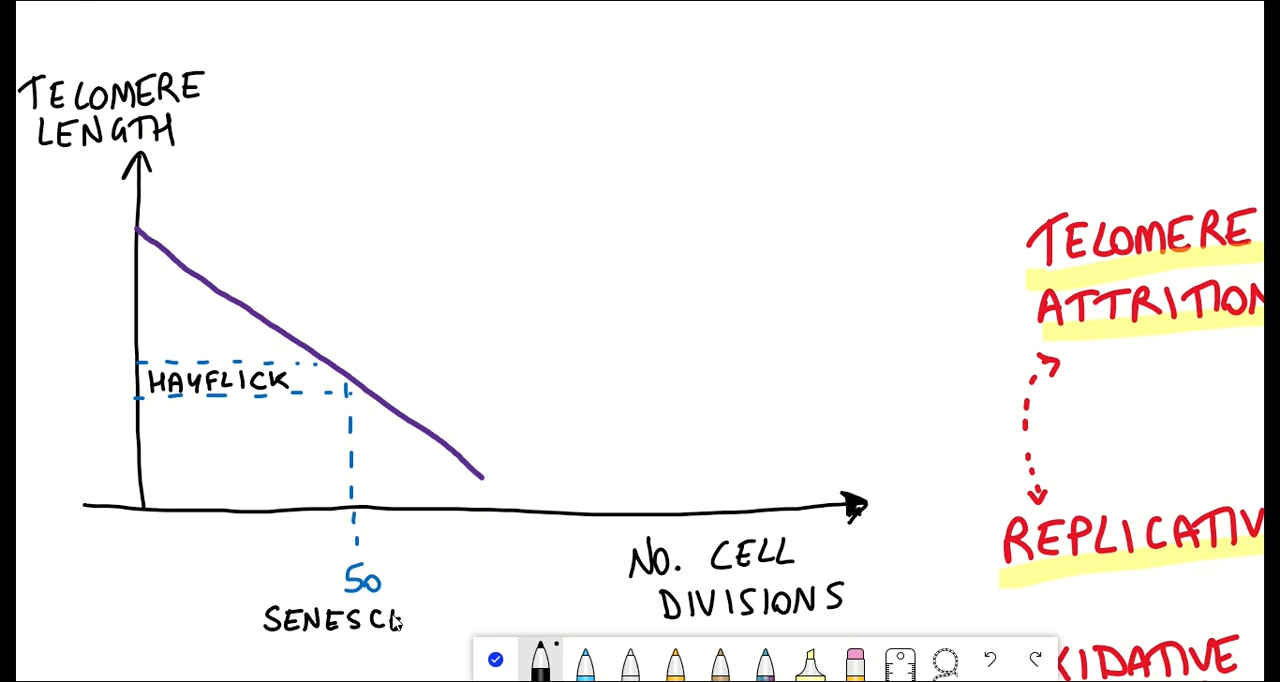 TELOMERE
LENGTH
HAYFLICK
50
SENESC
NO. CELL
DIVISIONS
TELOMERE
ATTRITION
REPLICATIV
XIDATIVE